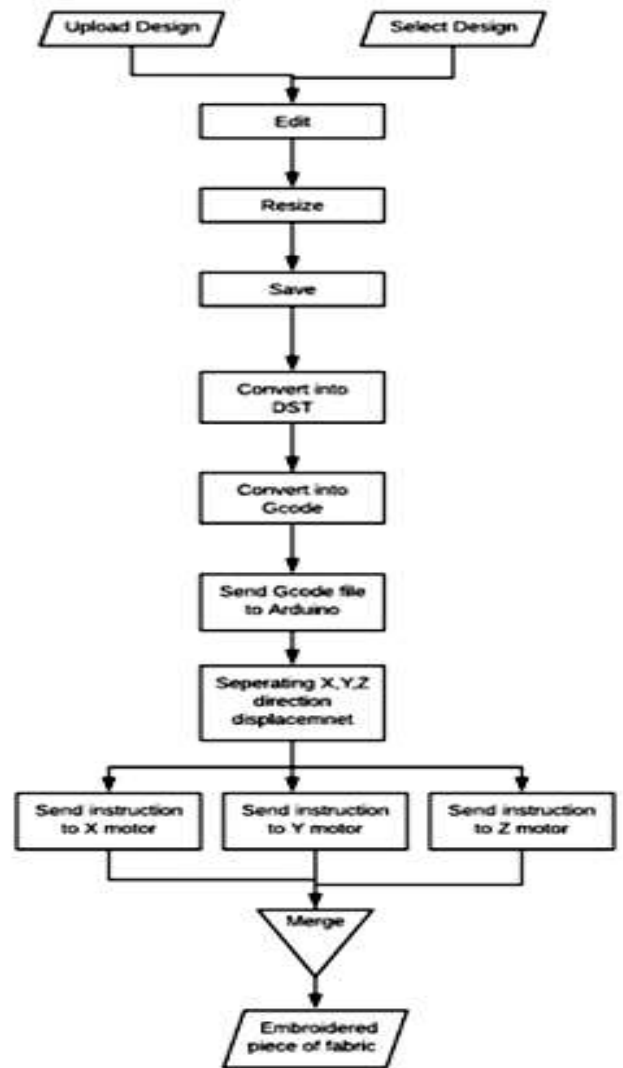 Upload Design
Select Design
Edit
Resize
Save
Convert into
DST
Convert into
Gcode
Send Gcode file
to Arduino
Seperating X,Y,Z
direction
displacemnet
Send instruction
to X motor
Send instruction
to Y motor
Send instruction
to Z motor
Merge
Embroidered
piece of fabric